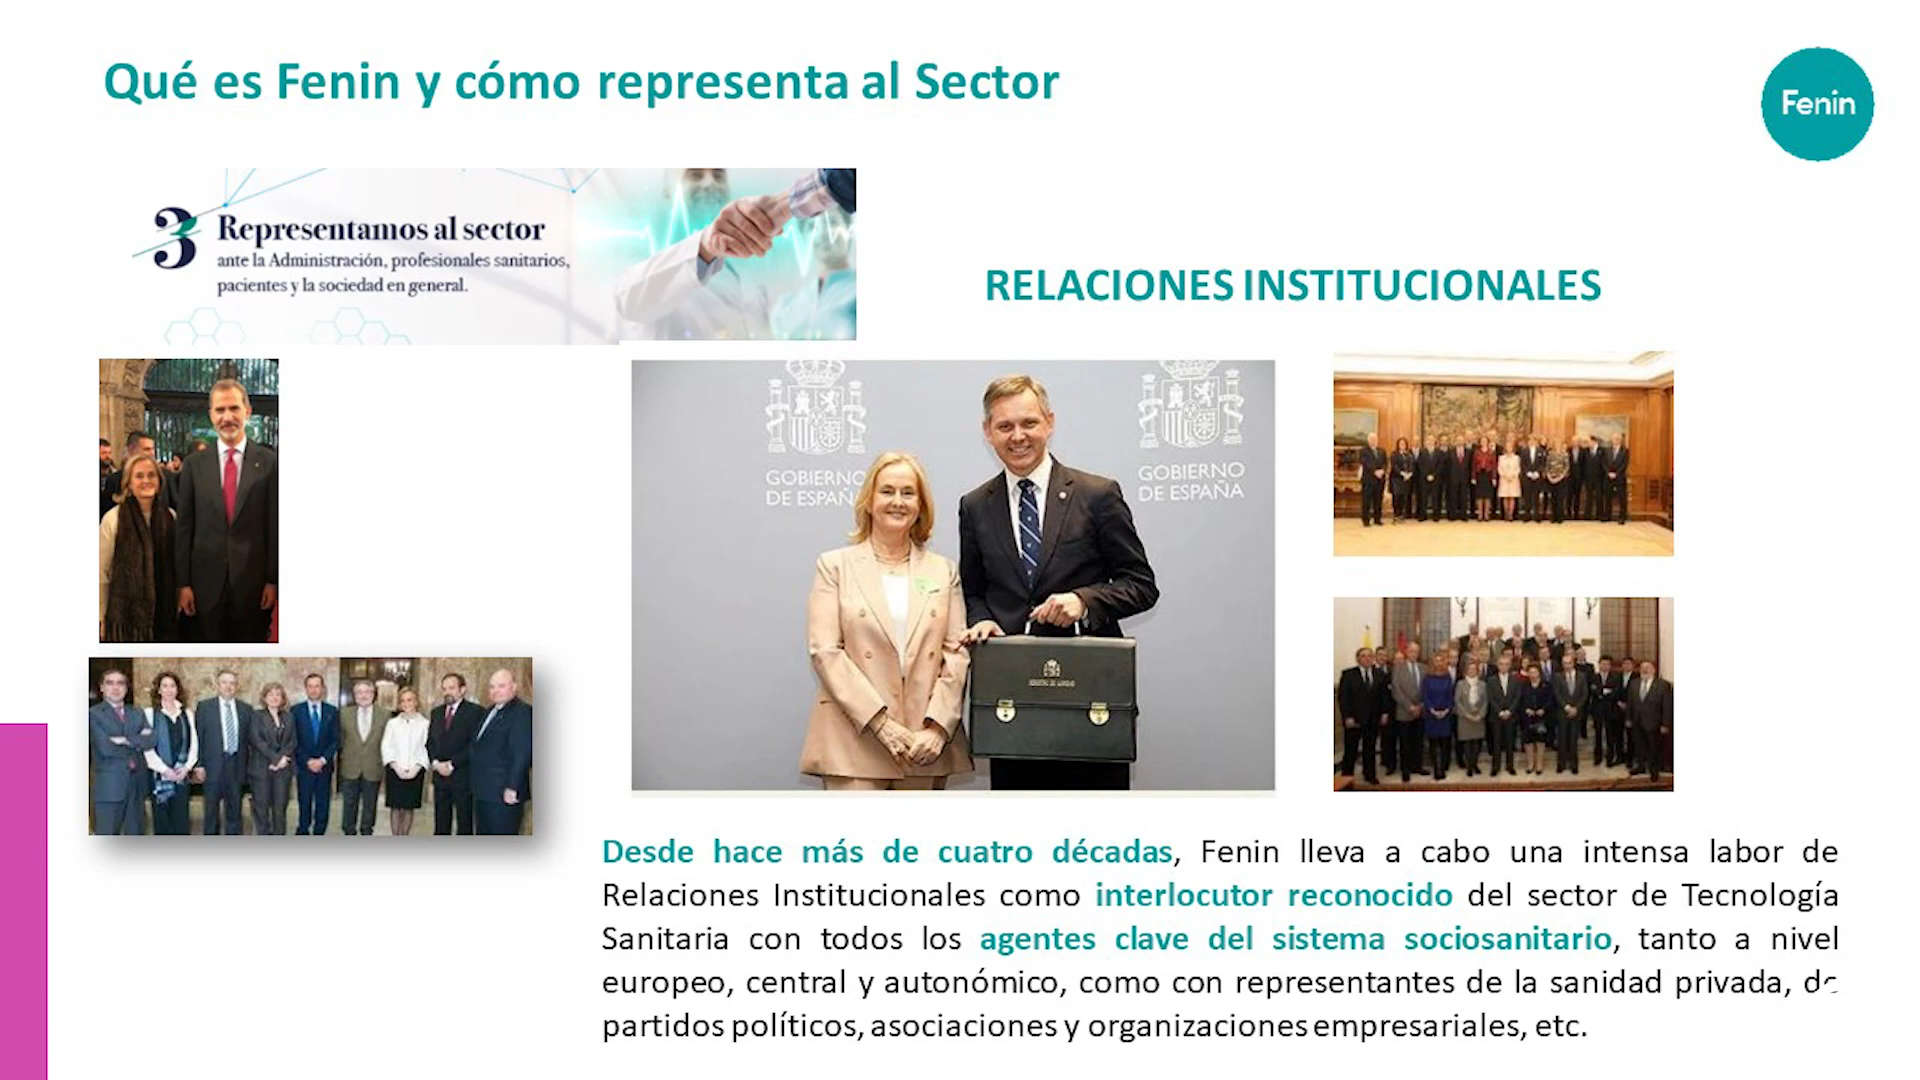 Qué es Fenin y cómo representa al Sector
Fenin
3 Representamos al sector
ante la Administración, profesionales sanitarios,
pacientes y la sociedad en general.
RELACIONES INSTITUCIONALES
GOBIERNO
DE ESPAÑA
GOBIERNO
DE ESPAÑA
Desde hace más de cuatro décadas, Fenin lleva a cabo una intensa labor de
Relaciones Institucionales como interlocutor reconocido del sector de Tecnología
Sanitaria con todos los agentes clave del sistema sociosanitario, tanto a nivel
europeo, central y autonómico, como con representantes de la sanidad privada, de
partidos políticos, asociaciones y organizaciones empresariales, etc.